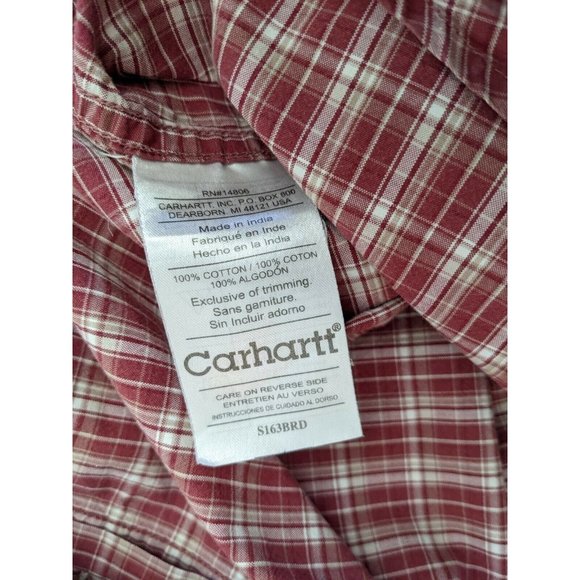 RN#14806
CARHARTT, INC. P.O. BOX 600
DEARBORN, MI 48121 USA
Made in India
Fabriqué en Inde
Hecho en la India
100% COTTON / 100% COTON
100% ALGODÓN
Exclusive of trimming.
Sans garniture.
Sin Incluir adorno
Carhartt®
CARE ON REVERSE SIDE
ENTRETIEN AU VERSO
INSTRUCCIONES DE CUIDADO AL DORSO
S163BRD